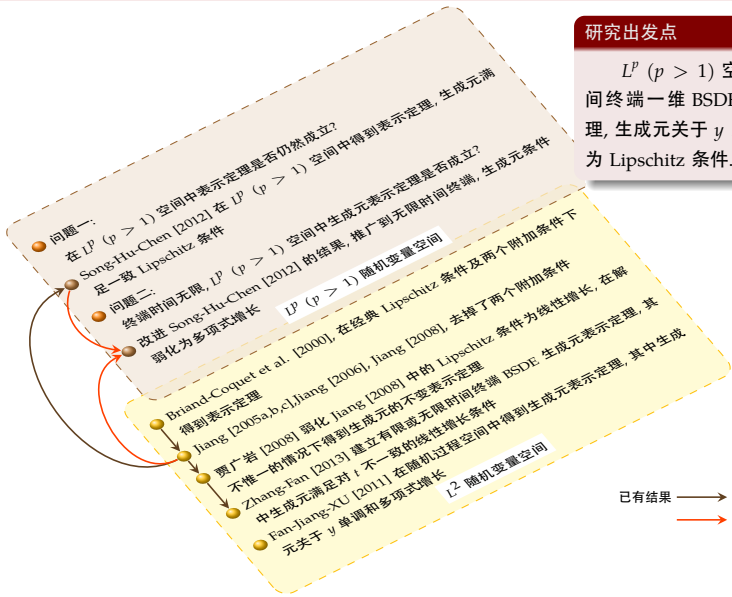 研究出发点
L^p (p > 1) 空
间终端一维 BSDE
理, 生成元关于 y
为 Lipschitz 条件.
问题一:
在 L^p (p > 1) 空间中表示定理是否仍然成立?
Song-Hu-Chen [2012] 在 L^p (p > 1) 空间中得到表示定理, 生成元满
足一致 Lipschitz 条件
问题二:
终端时间无限, L^p (p > 1) 空间中生成元表示定理是否成立?
改进 Song-Hu-Chen [2012] 的结果, 推广到无限时间终端, 生成元条件
弱化为多项式增长
L^p (p > 1) 随机变量空间
Briand-Coquet et al. [2000], 在经典 Lipschitz 条件及两个附加条件下
得到表示定理
Jiang [2005a,b,c],Jiang [2006], Jiang [2008], 去掉了两个附加条件
贾广岩 [2008] 弱化 Jiang [2008] 中的 Lipschitz 条件为线性增长, 在解
不惟一的情况下得到生成元的不变表示定理
Zhang-Fan [2013] 建立有限或无限时间终端 BSDE 生成元表示定理, 其
中生成元满足对 t 不一致的线性增长条件
Fan-Jiang-XU [2011] 在随机过程空间中得到生成元表示定理, 其中生成
元关于 y 单调和多项式增长
L^2 随机变量空间
已有结果